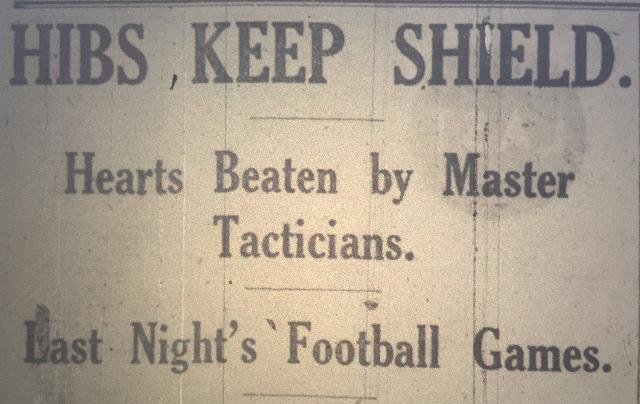 HIBS KEEP SHIELD.
Hearts Beaten by Master
Tacticians.
Last Night's Football Games.